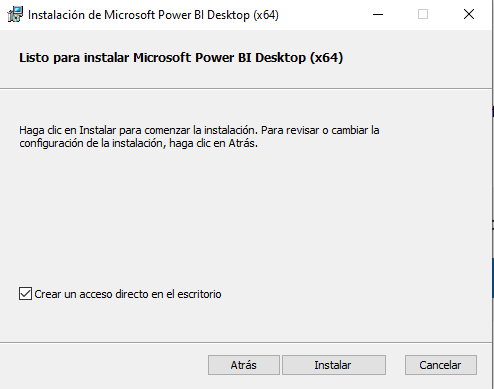 Instalación de Microsoft Power BI Desktop (x64)
Listo para instalar Microsoft Power BI Desktop (x64)
Haga clic en Instalar para comenzar la instalación. Para revisar o cambiar la
configuración de la instalación, haga clic en Atrás.
Crear un acceso directo en el escritorio
Atrás Instalar Cancelar